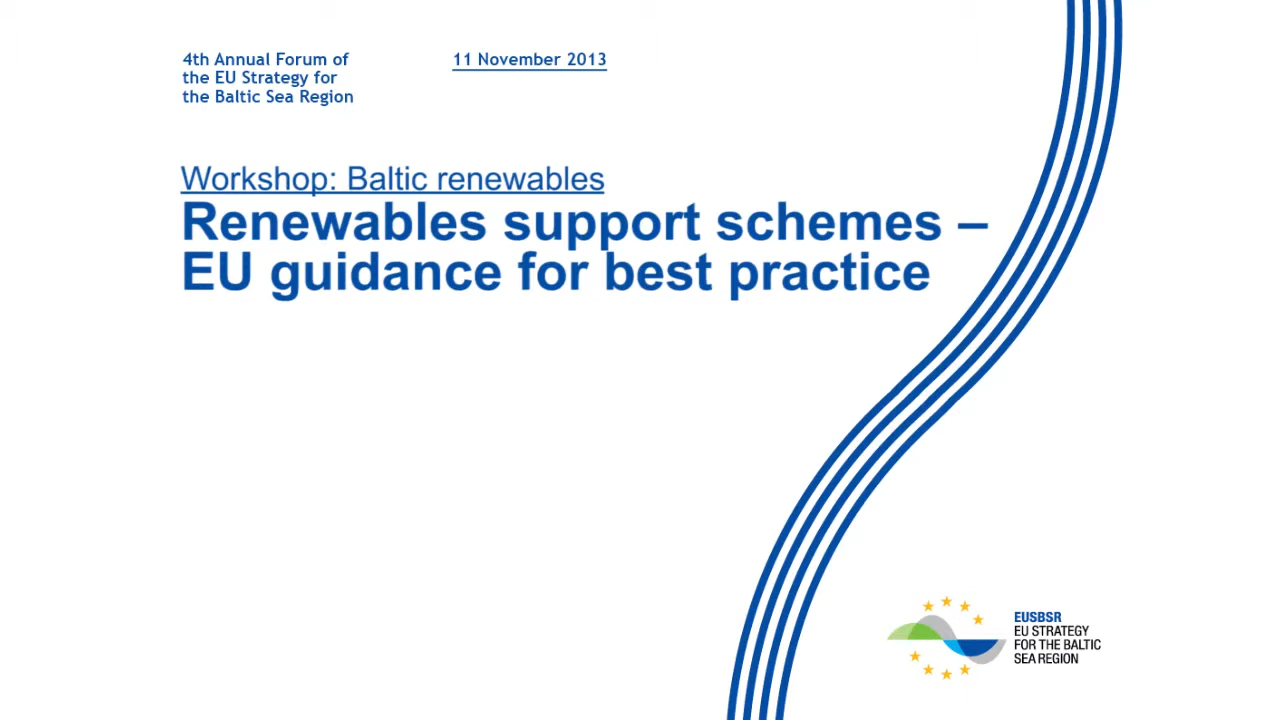 4th Annual Forum of
the EU Strategy for
the Baltic Sea Region
11 November 2013
Workshop: Baltic renewables
Renewables support schemes –
EU guidance for best practice
EUSBSR
EU STRATEGY
FOR THE BALTIC
SEA REGION